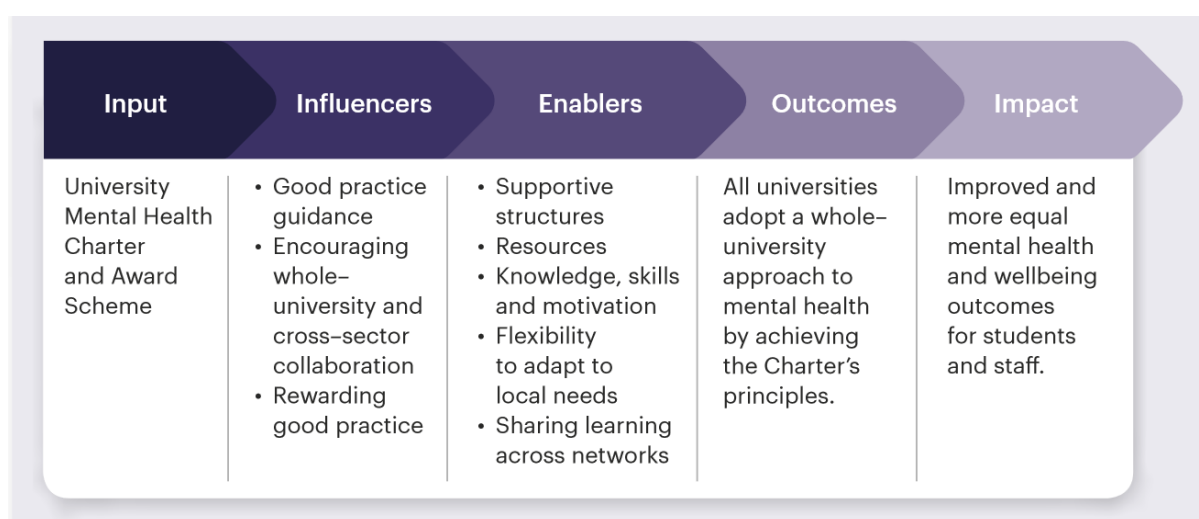 Input
Influencers
Enablers
Outcomes
Impact
University
Mental Health
Charter
and Award
Scheme
• Good practice
guidance
• Encouraging
whole–
university and
cross–sector
collaboration
• Rewarding
good practice
• Supportive
structures
• Resources
• Knowledge, skills
and motivation
• Flexibility
to adapt to
local needs
• Sharing learning
across networks
All universities
adopt a whole–
university
approach to
mental health
by achieving
the Charter’s
principles.
Improved and
more equal
mental health
and wellbeing
outcomes
for students
and staff.